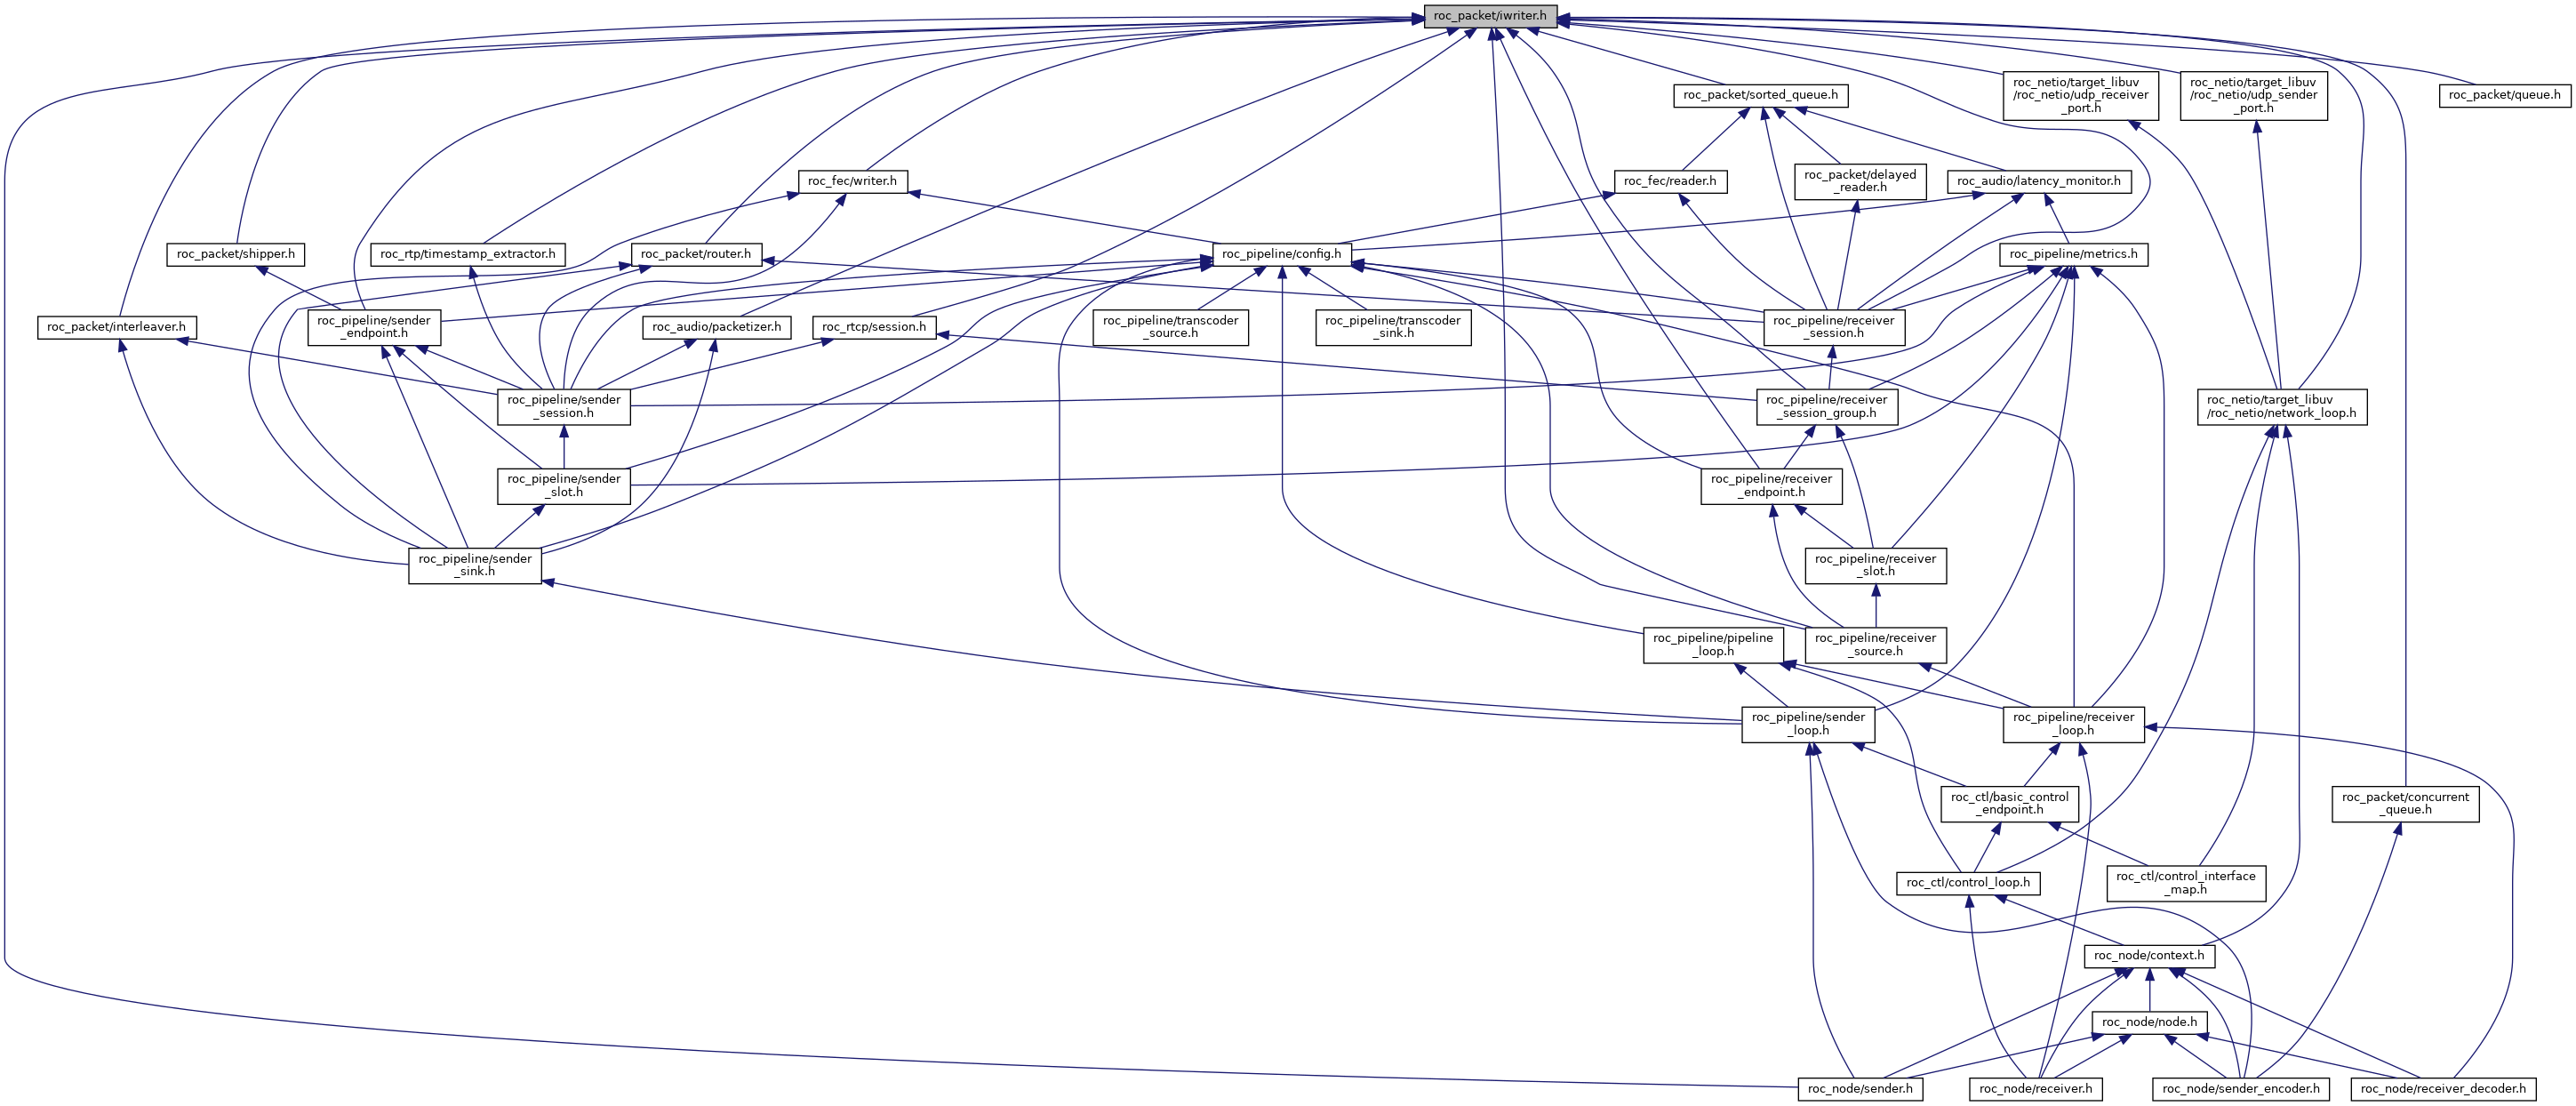 roc_packet/iwriter.h
roc_packet/sorted_queue.h
roc_netio/target_libuv
/roc_netio/udp_receiver
_port.h
roc_netio/target_libuv
/roc_netio/udp_sender
_port.h
roc_packet/queue.h
roc_fec/writer.h
roc_fec/reader.h
roc_packet/delayed
_reader.h
roc_audio/latency_monitor.h
roc_packet/shipper.h
roc_rtp/timestamp_extractor.h
roc_packet/router.h
roc_pipeline/config.h
roc_pipeline/metrics.h
roc_packet/interleaver.h
roc_pipeline/sender
_endpoint.h
roc_audio/packetizer.h
roc_rtcp/session.h
roc_pipeline/transcoder
_source.h
roc_pipeline/transcoder
_sink.h
roc_pipeline/receiver
_session.h
roc_pipeline/sender
_session.h
roc_pipeline/receiver
_session_group.h
roc_netio/target_libuv
/roc_netio/network_loop.h
roc_pipeline/sender
_slot.h
roc_pipeline/receiver
_endpoint.h
roc_pipeline/sender
_sink.h
roc_pipeline/receiver
_slot.h
roc_pipeline/pipeline
_loop.h
roc_pipeline/receiver
_source.h
roc_pipeline/sender
_loop.h
roc_pipeline/receiver
_loop.h
roc_ctl/basic_control
_endpoint.h
roc_packet/concurrent
_queue.h
roc_ctl/control_loop.h
roc_ctl/control_interface
_map.h
roc_node/context.h
roc_node/node.h
roc_node/sender.h
roc_node/receiver.h
roc_node/sender_encoder.h
roc_node/receiver_decoder.h